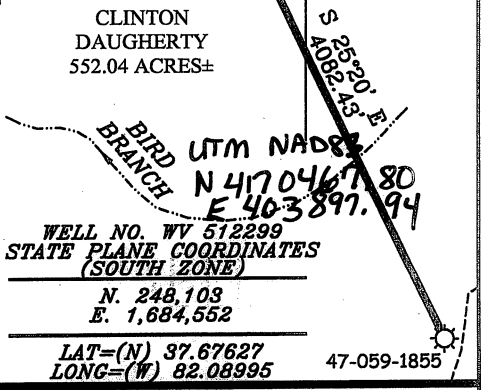 CLINTON
DAUGHERTY
552.04 ACRES±
S 25°20' E
4082.43'
BIRD
BRANCH
UTM NAD83
N 4170467.80
E 403897.94
WELL NO. WV 512299
STATE PLANE COORDINATES
(SOUTH ZONE)
N. 248,103
E. 1,684,552
LAT=(N) 37.67627
LONG=(W) 82.08995
47-059-1855